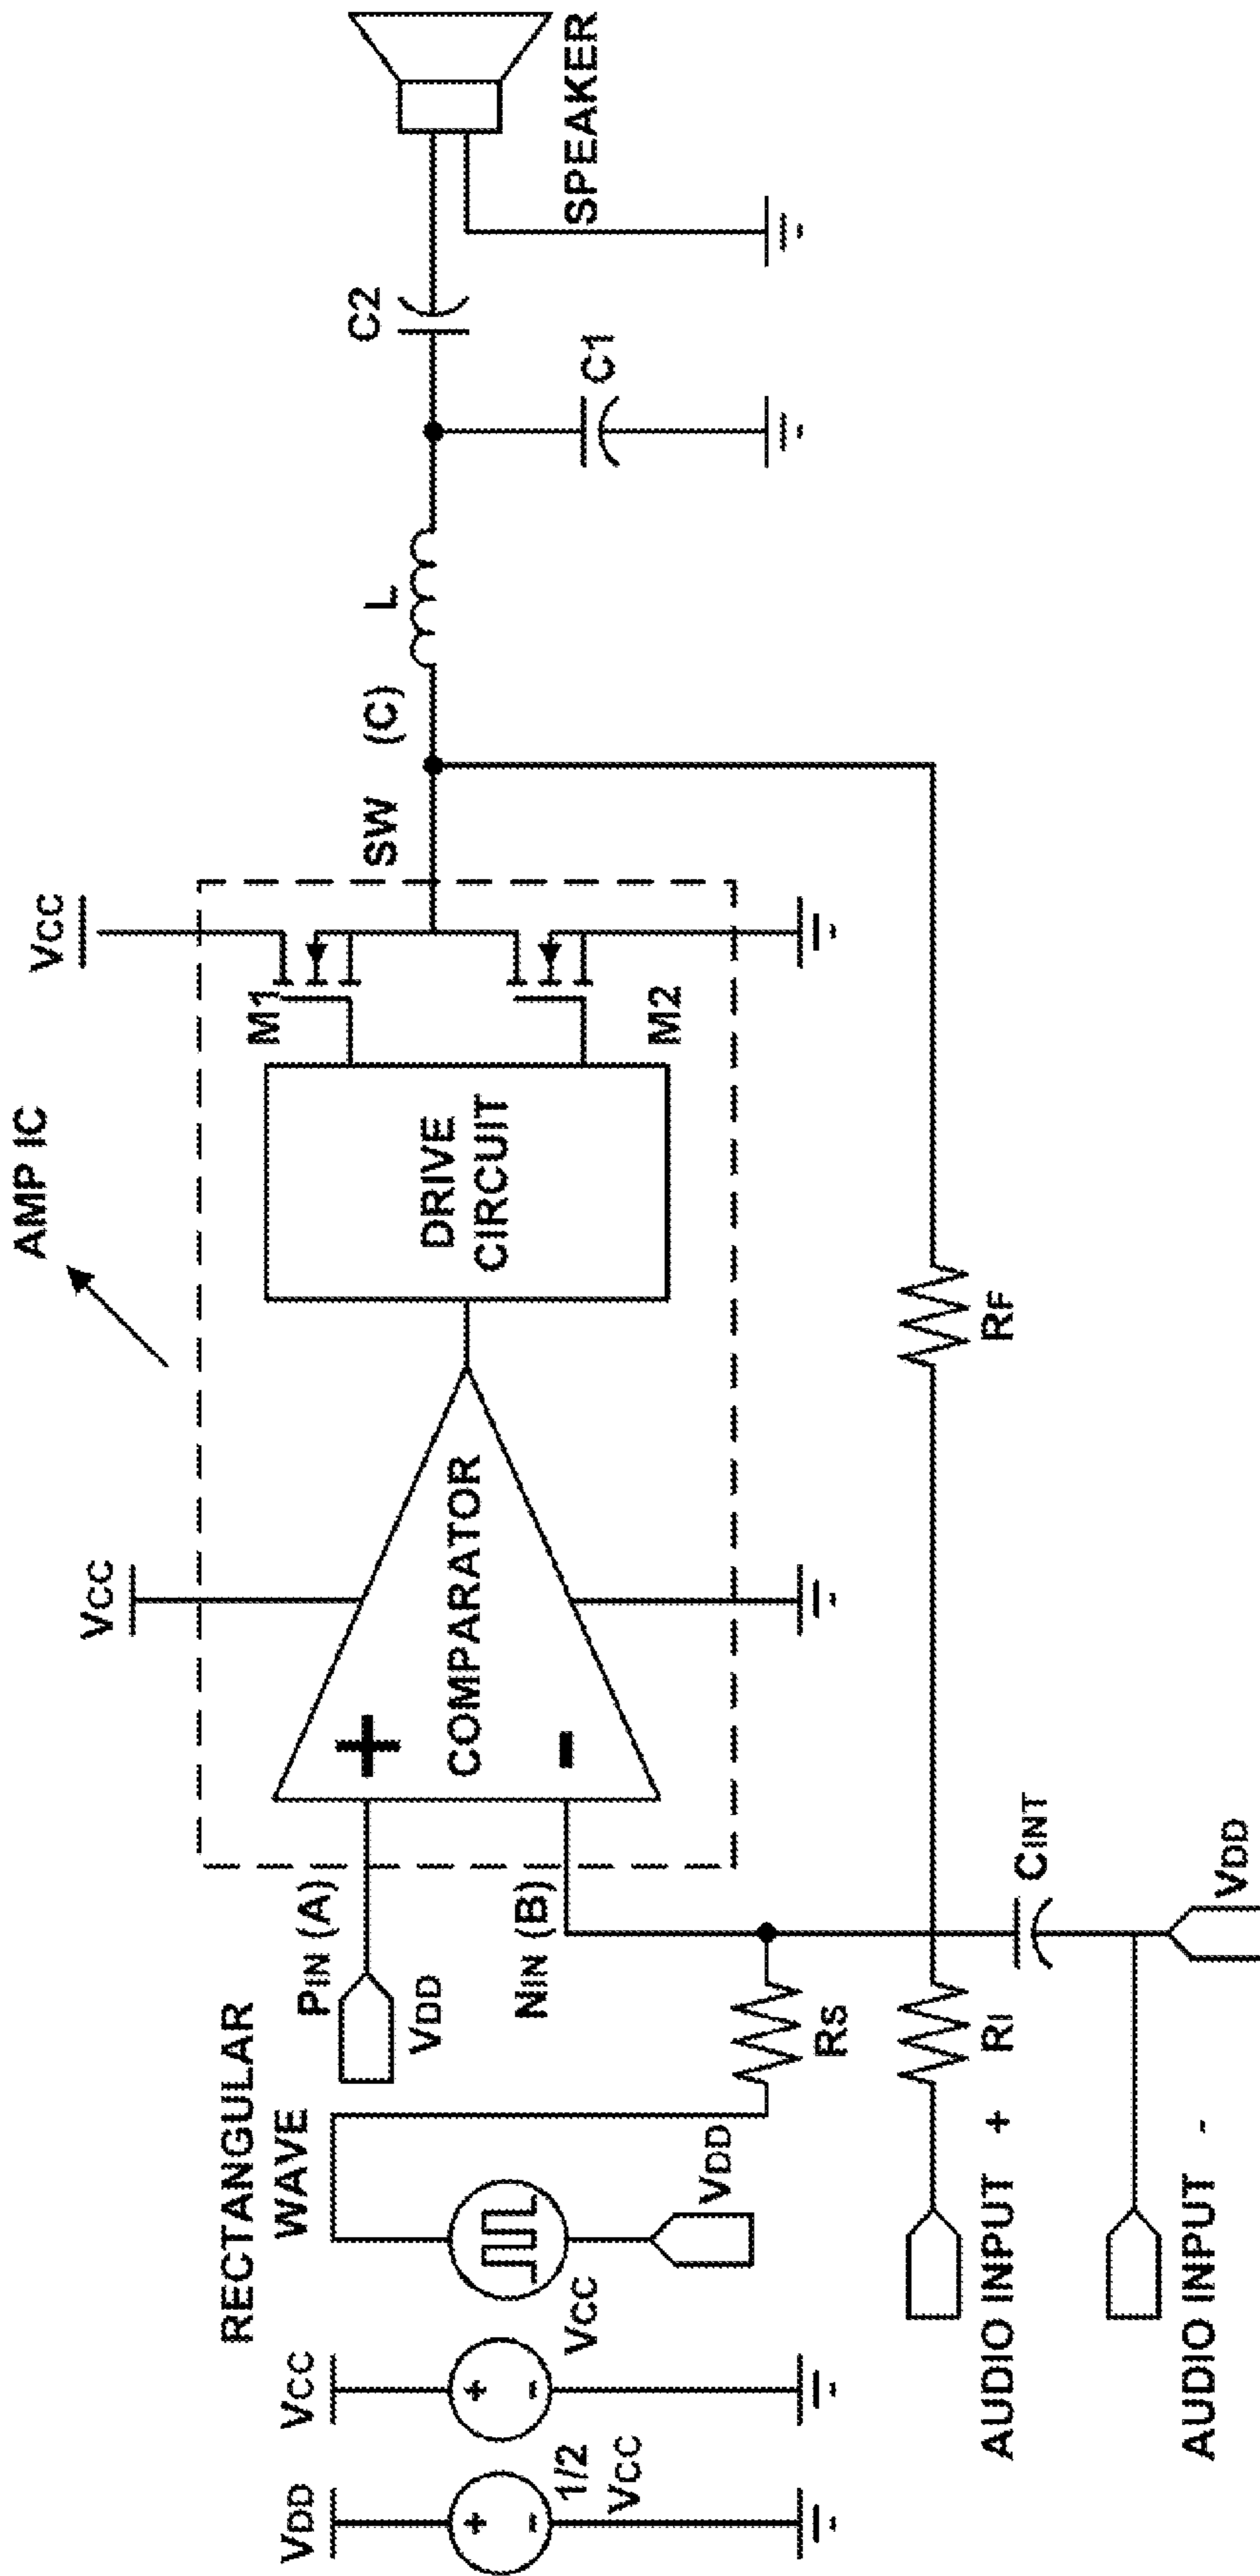 AMP IC
VCC
VCC
M1
SW (C)
L
C2
SPEAKER
C1
DRIVE
CIRCUIT
M2
COMPARATOR
+
-
PIN (A)
VDD
NIN (B)
RECTANGULAR
WAVE
VDD
VCC
VDD
+
-
VCC
+
-
1/2
VCC
RS
RI
RF
CINT
VDD
AUDIO INPUT +
AUDIO INPUT -